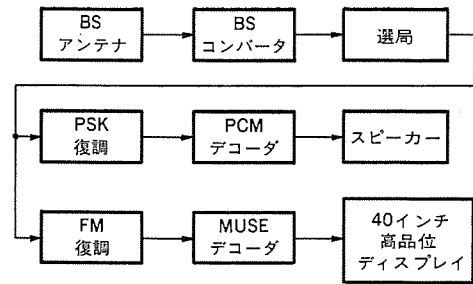 BS
アンテナ
BS
コンバータ
選局
PSK
復調
PCM
デコーダ
スピーカー
FM
復調
MUSE
デコーダ
40インチ
高品位
ディスプレイ